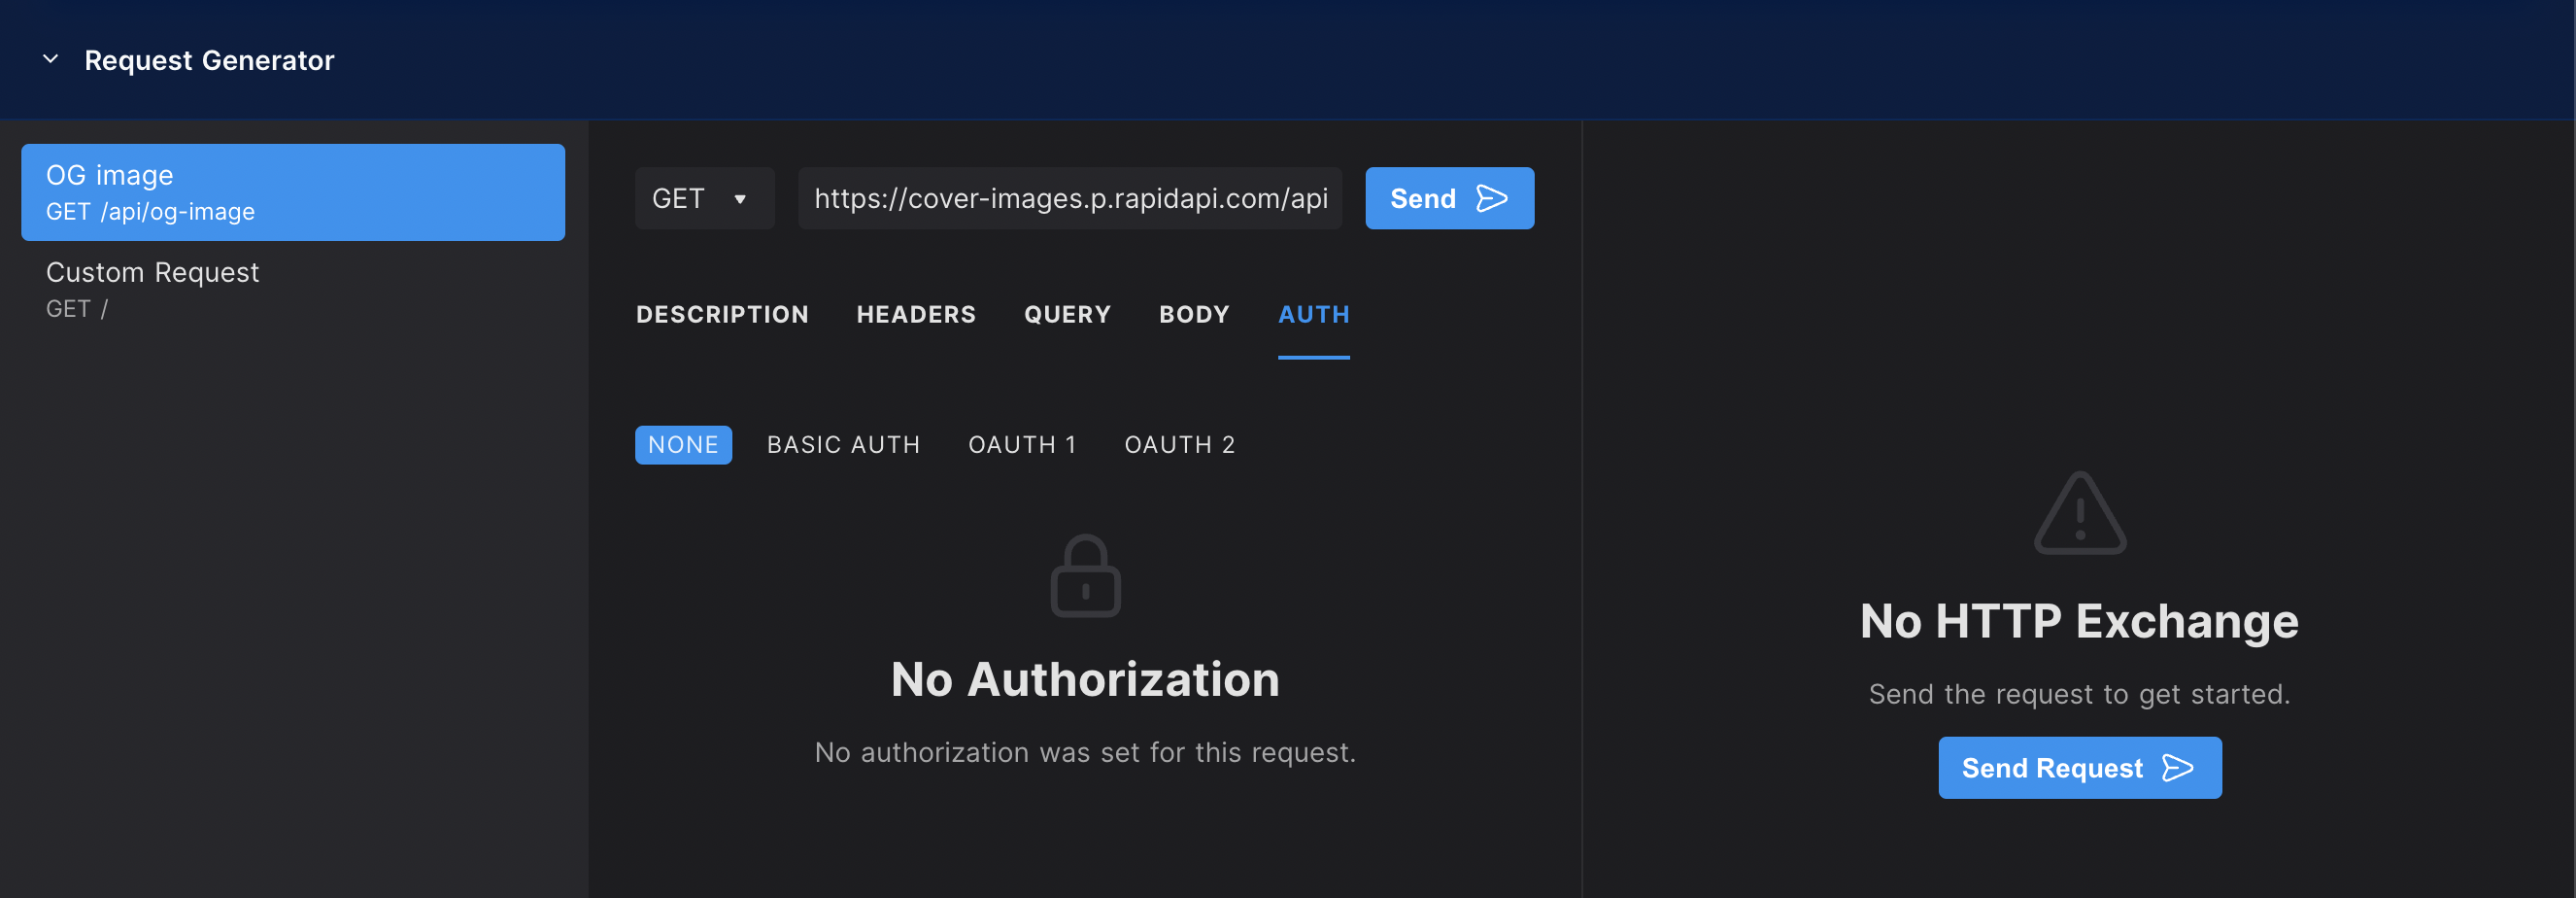 Request Generator
OG image
GET /api/og-image
Custom Request
GET /
GET
https://cover-images.p.rapidapi.com/api
Send
DESCRIPTION HEADERS QUERY BODY AUTH
NONE BASIC AUTH OAUTH 1 OAUTH 2
No Authorization
No authorization was set for this request.
No HTTP Exchange
Send the request to get started.
Send Request